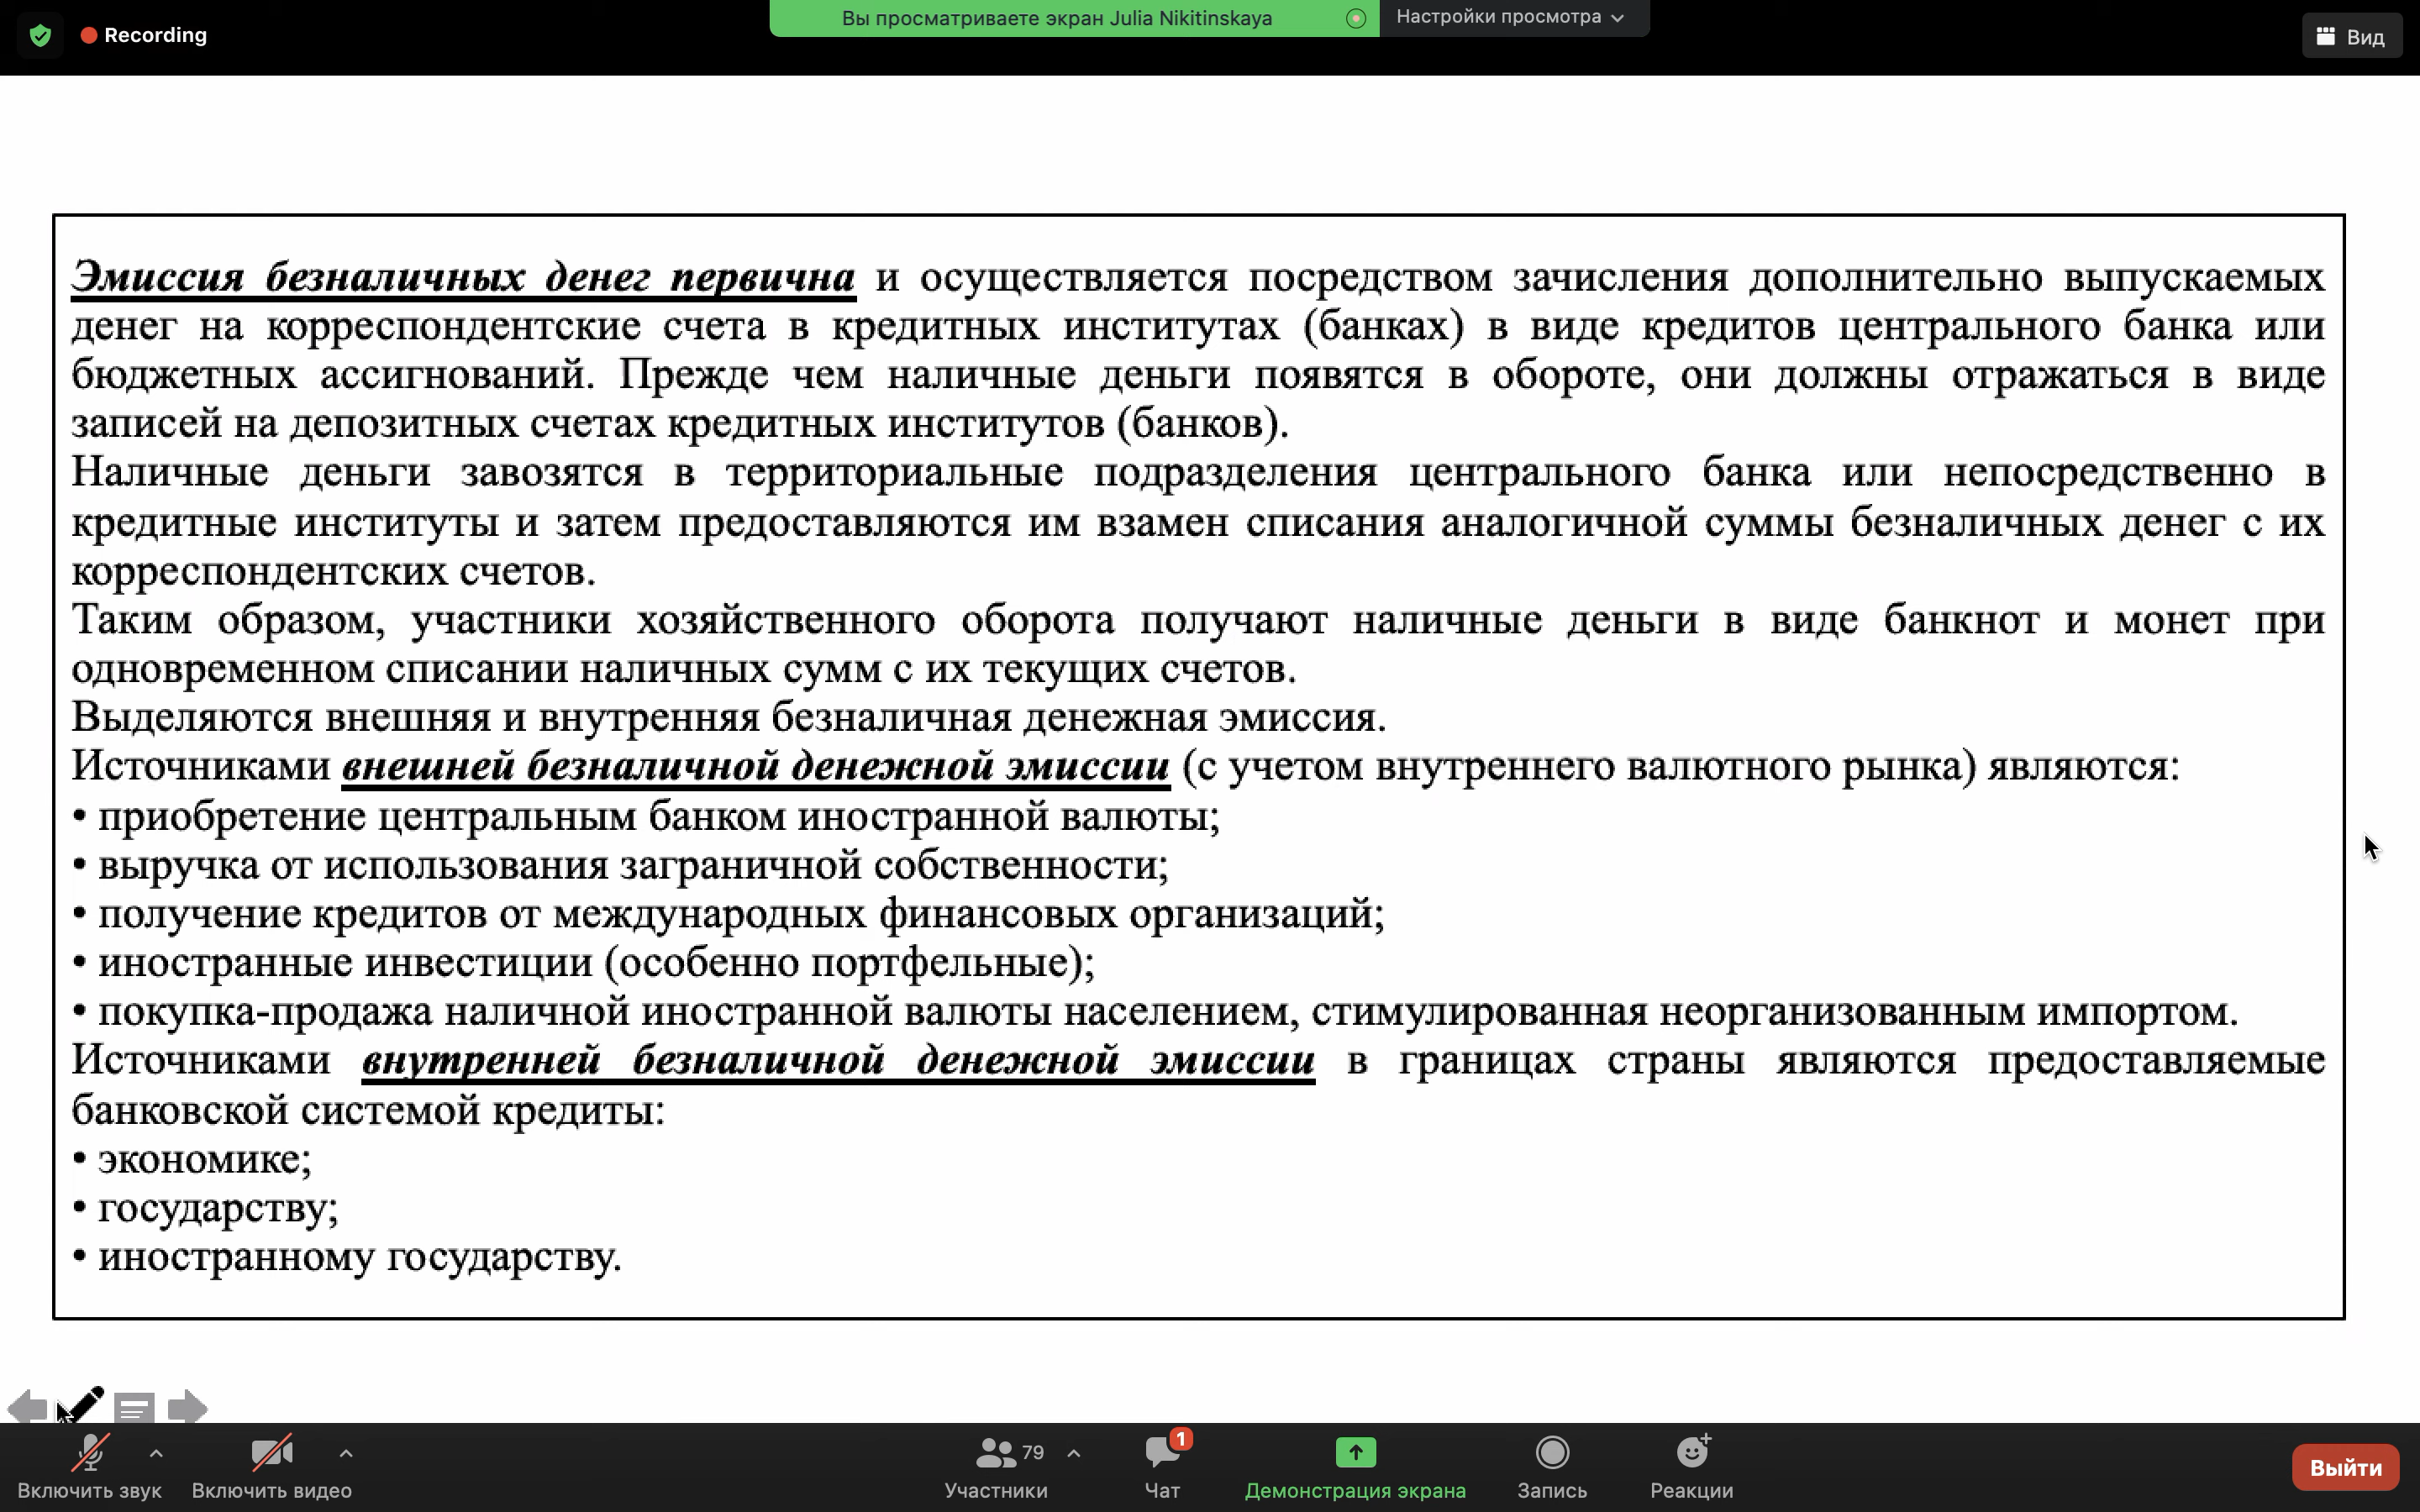 Recording
Вы просматриваете экран Julia Nikitinskaya
Настройки просмотра
Вид
Эмиссия безналичных денег первична и осуществляется посредством зачисления дополнительно выпускаемых
денег на корреспондентские счета в кредитных институтах (банках) в виде кредитов центрального банка или
бюджетных ассигнований. Прежде чем наличные деньги появятся в обороте, они должны отражаться в виде
записей на депозитных счетах кредитных институтов (банков).
Наличные деньги завозятся в территориальные подразделения центрального банка или непосредственно в
кредитные институты и затем предоставляются им взамен списания аналогичной суммы безналичных денег с их
корреспондентских счетов.
Таким образом, участники хозяйственного оборота получают наличные деньги в виде банкнот и монет при
одновременном списании наличных сумм с их текущих счетов.
Выделяются внешняя и внутренняя безналичная денежная эмиссия.
Источниками внешней безналичной денежной эмиссии (с учетом внутреннего валютного рынка) являются:
• приобретение центральным банком иностранной валюты;
• выручка от использования заграничной собственности;
• получение кредитов от международных финансовых организаций;
• иностранные инвестиции (особенно портфельные);
• покупка-продажа наличной иностранной валюты населением, стимулированная неорганизованным импортом.
Источниками внутренней безналичной денежной эмиссии в границах страны являются предоставляемые
банковской системой кредиты:
• экономике;
• государству;
• иностранному государству.
79
1
Включить звук
Включить видео
Участники
Чат
Демонстрация экрана
Запись
Реакции
Выйти